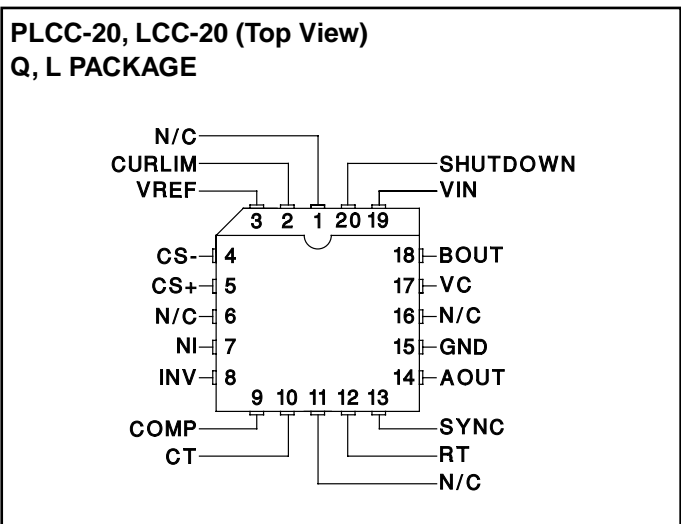 PLCC-20, LCC-20 (Top View)
Q, L PACKAGE
N/C
CURLIM
SHUTDOWN
VREF
VIN
3 2 1 20 19
CS- 4 18 BOUT
CS+ 5 17 VC
N/C 6 16 N/C
NI 7 15 GND
INV 8 14 AOUT
9 10 11 12 13
COMP SYNC
CT RT
N/C